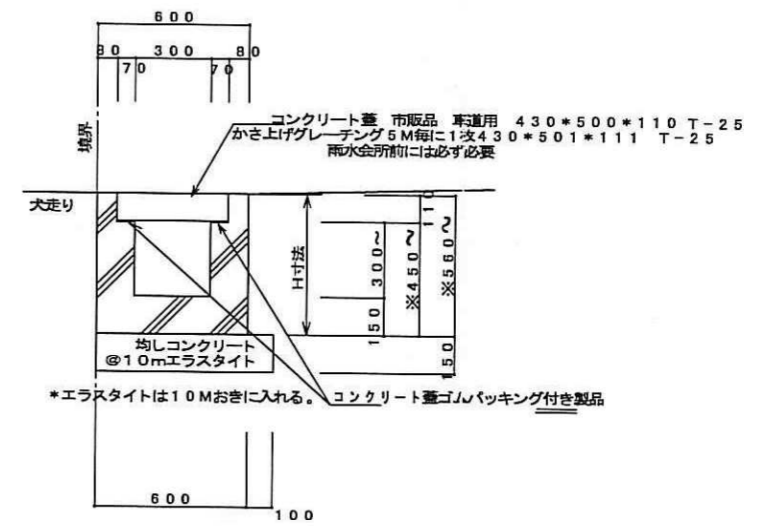 600
80 300 80
70 70
コンクリート蓋 市販品 車道用 430*500*110 T-25
かさ上げグレーチング5M毎に1枚430*501*111 T-25
雨水会所前には必ず必要
境界
犬走り
H寸法
110
300~
※450~
※560~
150
150
均しコンクリート
@10mエラスタイト
*エラスタイトは10Mおきに入れる。
コンクリート蓋ゴムパッキング付き製品
600
100